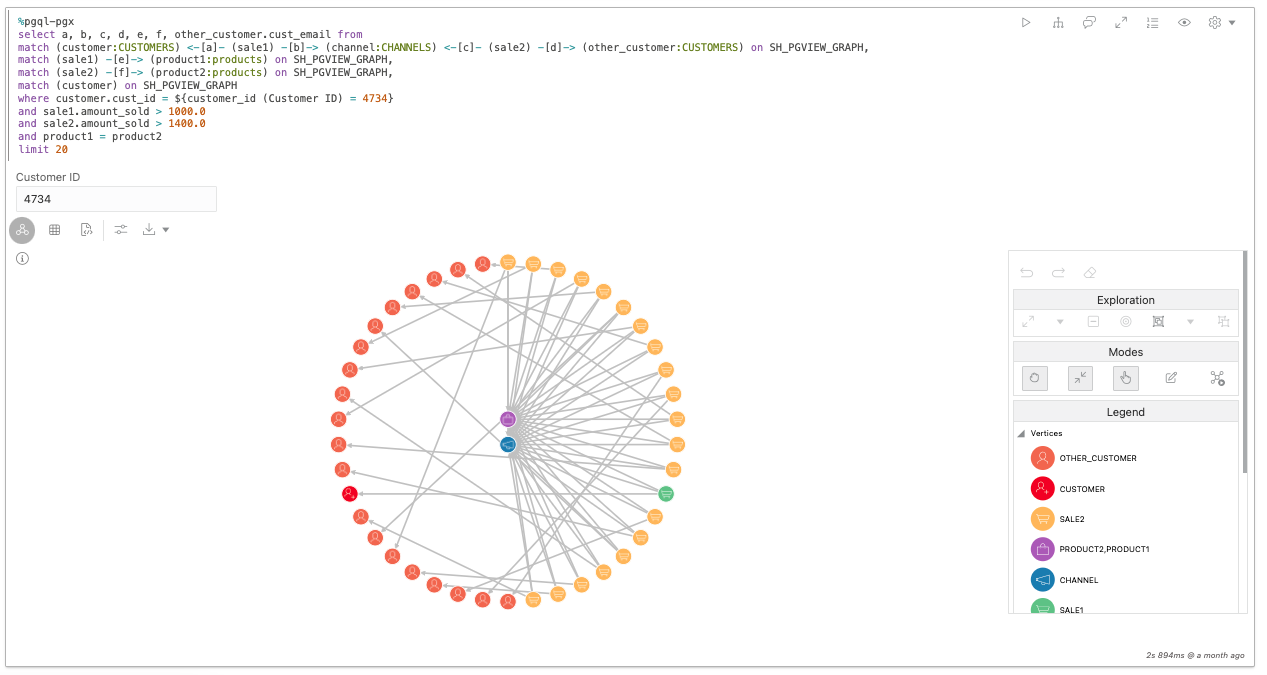 %pgql-pgx
select a, b, c, d, e, f, other_customer.cust_email from
match (customer:CUSTOMERS) <-[a]- (sale1) -[b]-> (channel:CHANNELS) <-[c]- (sale2) -[d]-> (other_customer:CUSTOMERS) on SH_PGVIEW_GRAPH,
match (sale1) -[e]-> (product1:products) on SH_PGVIEW_GRAPH,
match (sale2) -[f]-> (product2:products) on SH_PGVIEW_GRAPH,
match (customer) on SH_PGVIEW_GRAPH
where customer.cust_id = ${customer_id (Customer ID) = 4734}
and sale1.amount_sold > 1000.0
and sale2.amount_sold > 1400.0
and product1 = product2
limit 20
Customer ID
4734
Exploration
Modes
Legend
Vertices
OTHER_CUSTOMER
CUSTOMER
SALE2
PRODUCT2,PRODUCT1
CHANNEL
SALE1
2s 894ms @ a month ago